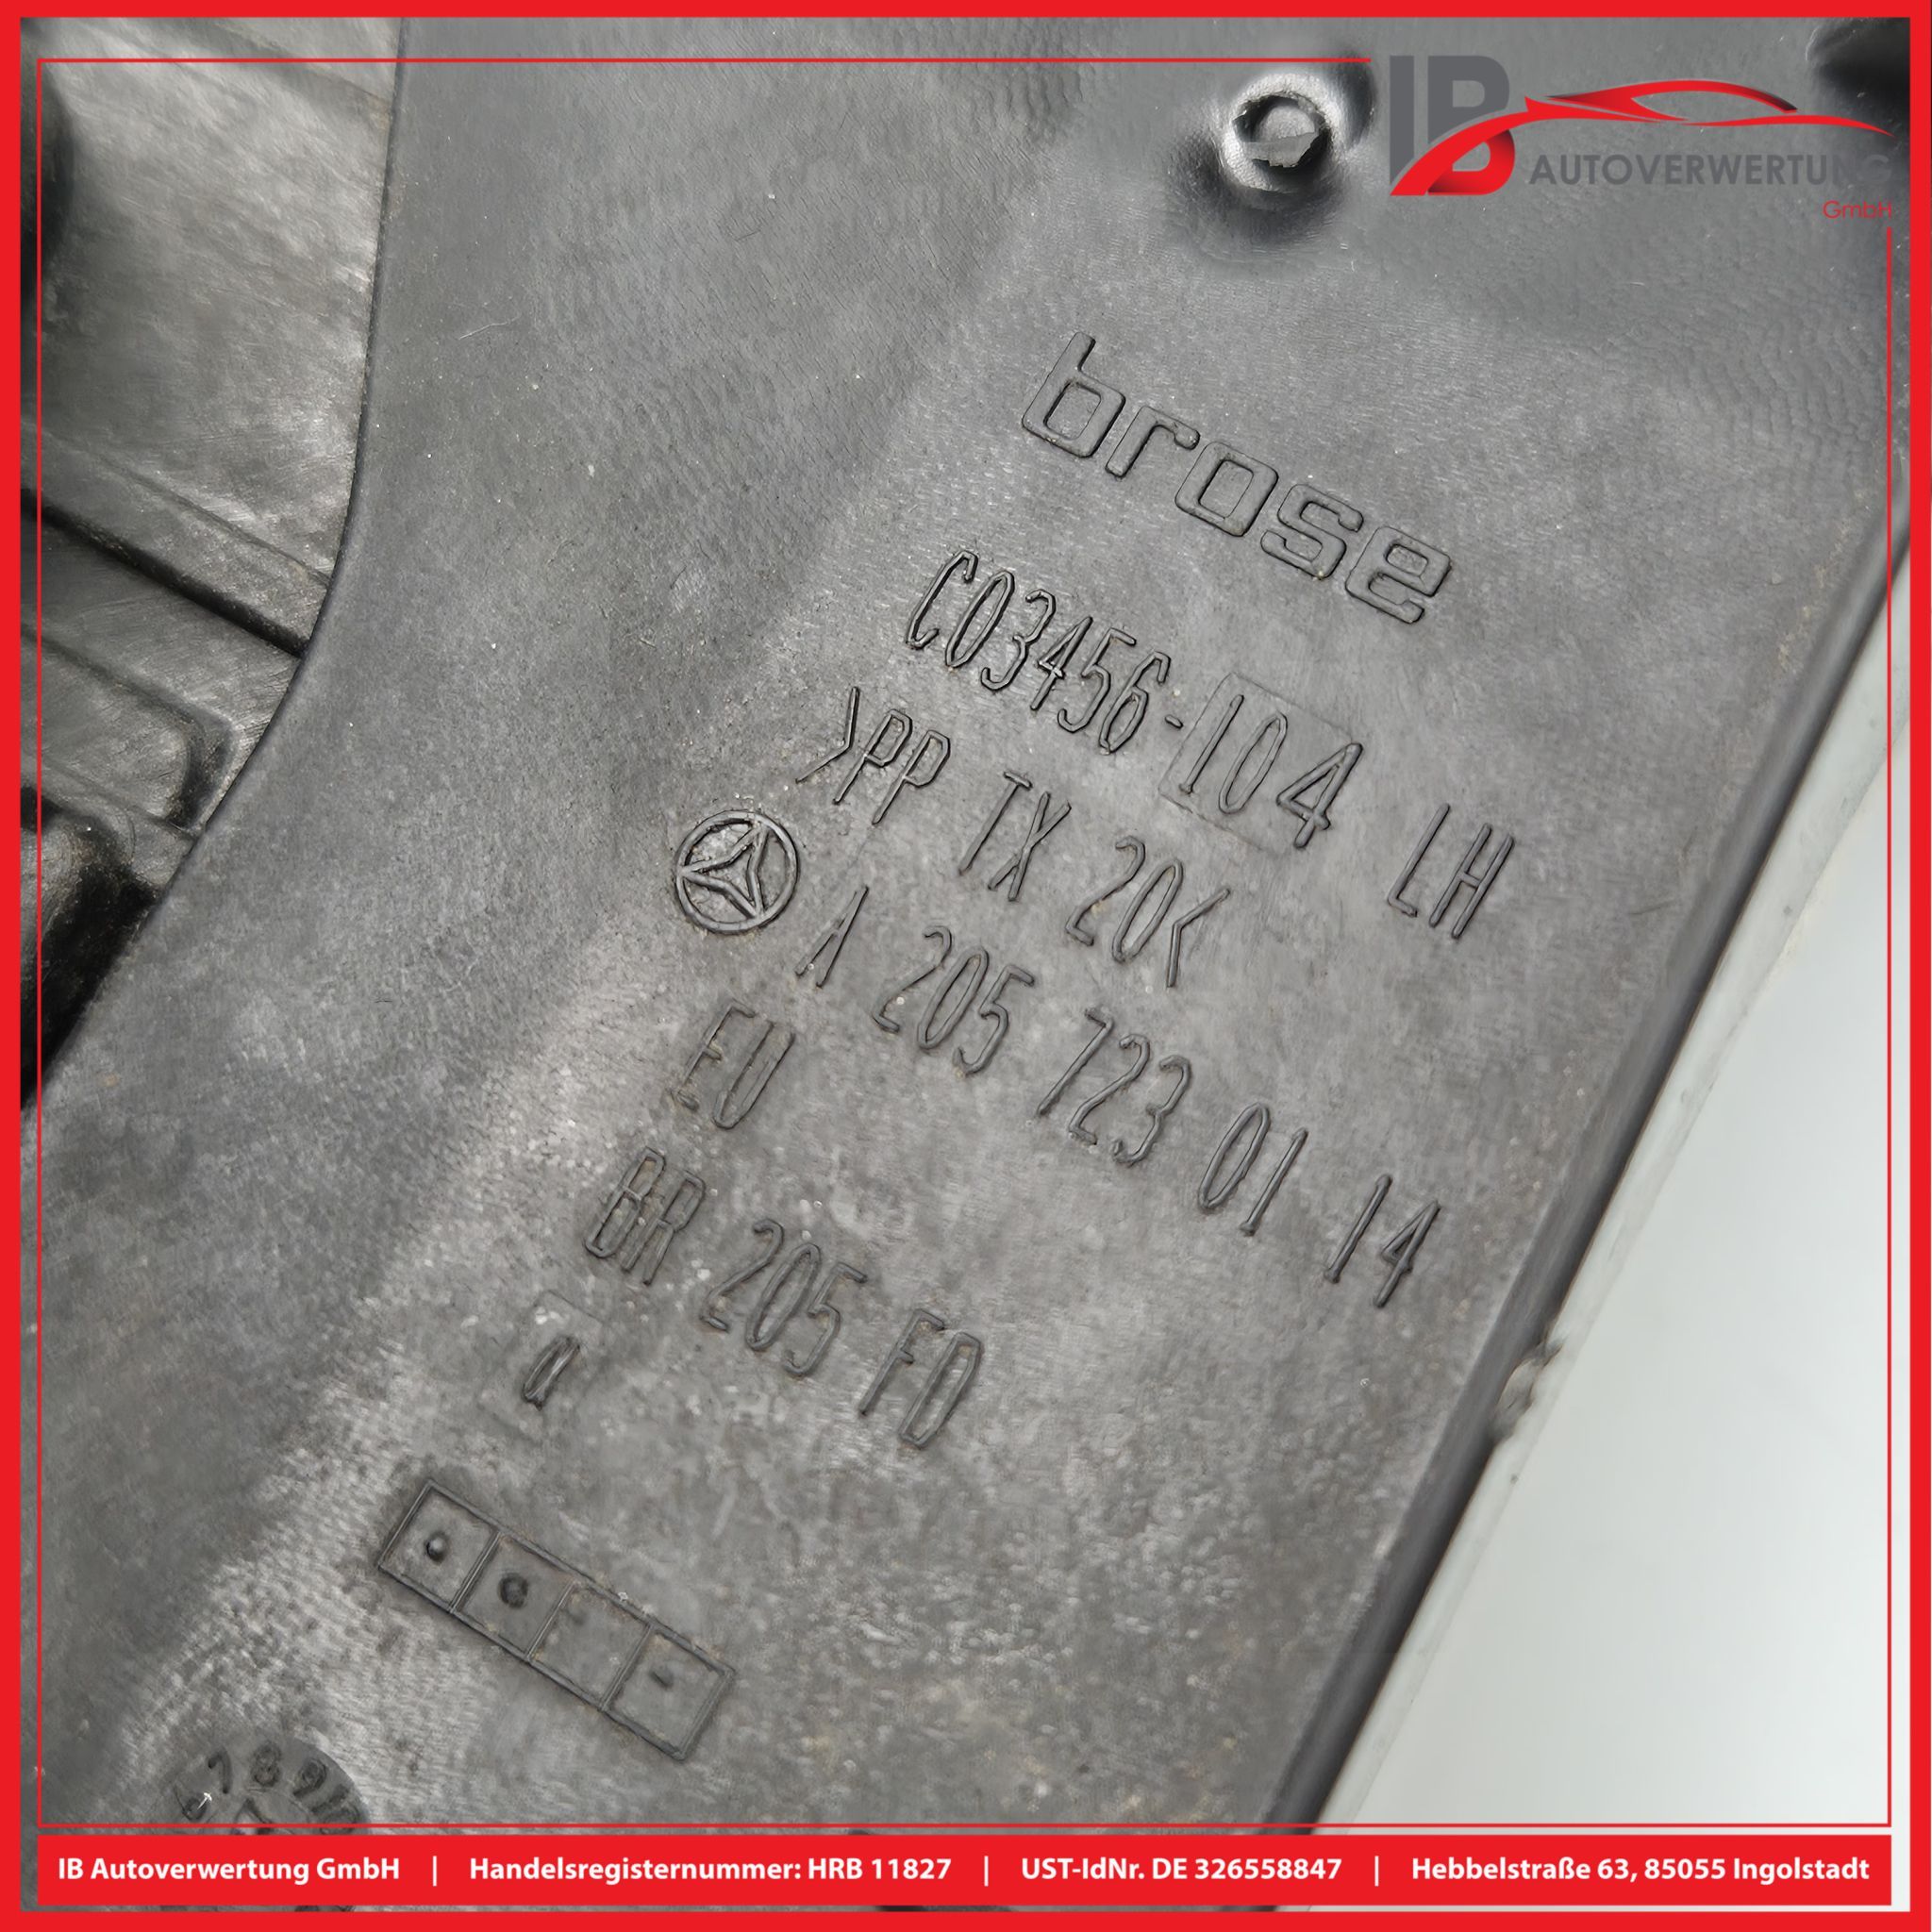 IB AUTOVERWERTUNG
GmbH
brose
C03456-104 LH
>PP TX 20<
A 205 723 01 14
EU
BR 205 FD
a
IB Autoverwertung GmbH | Handelsregisternummer: HRB 11827 | UST-IdNr. DE 326558847 | Hebbelstraße 63, 85055 Ingolstadt